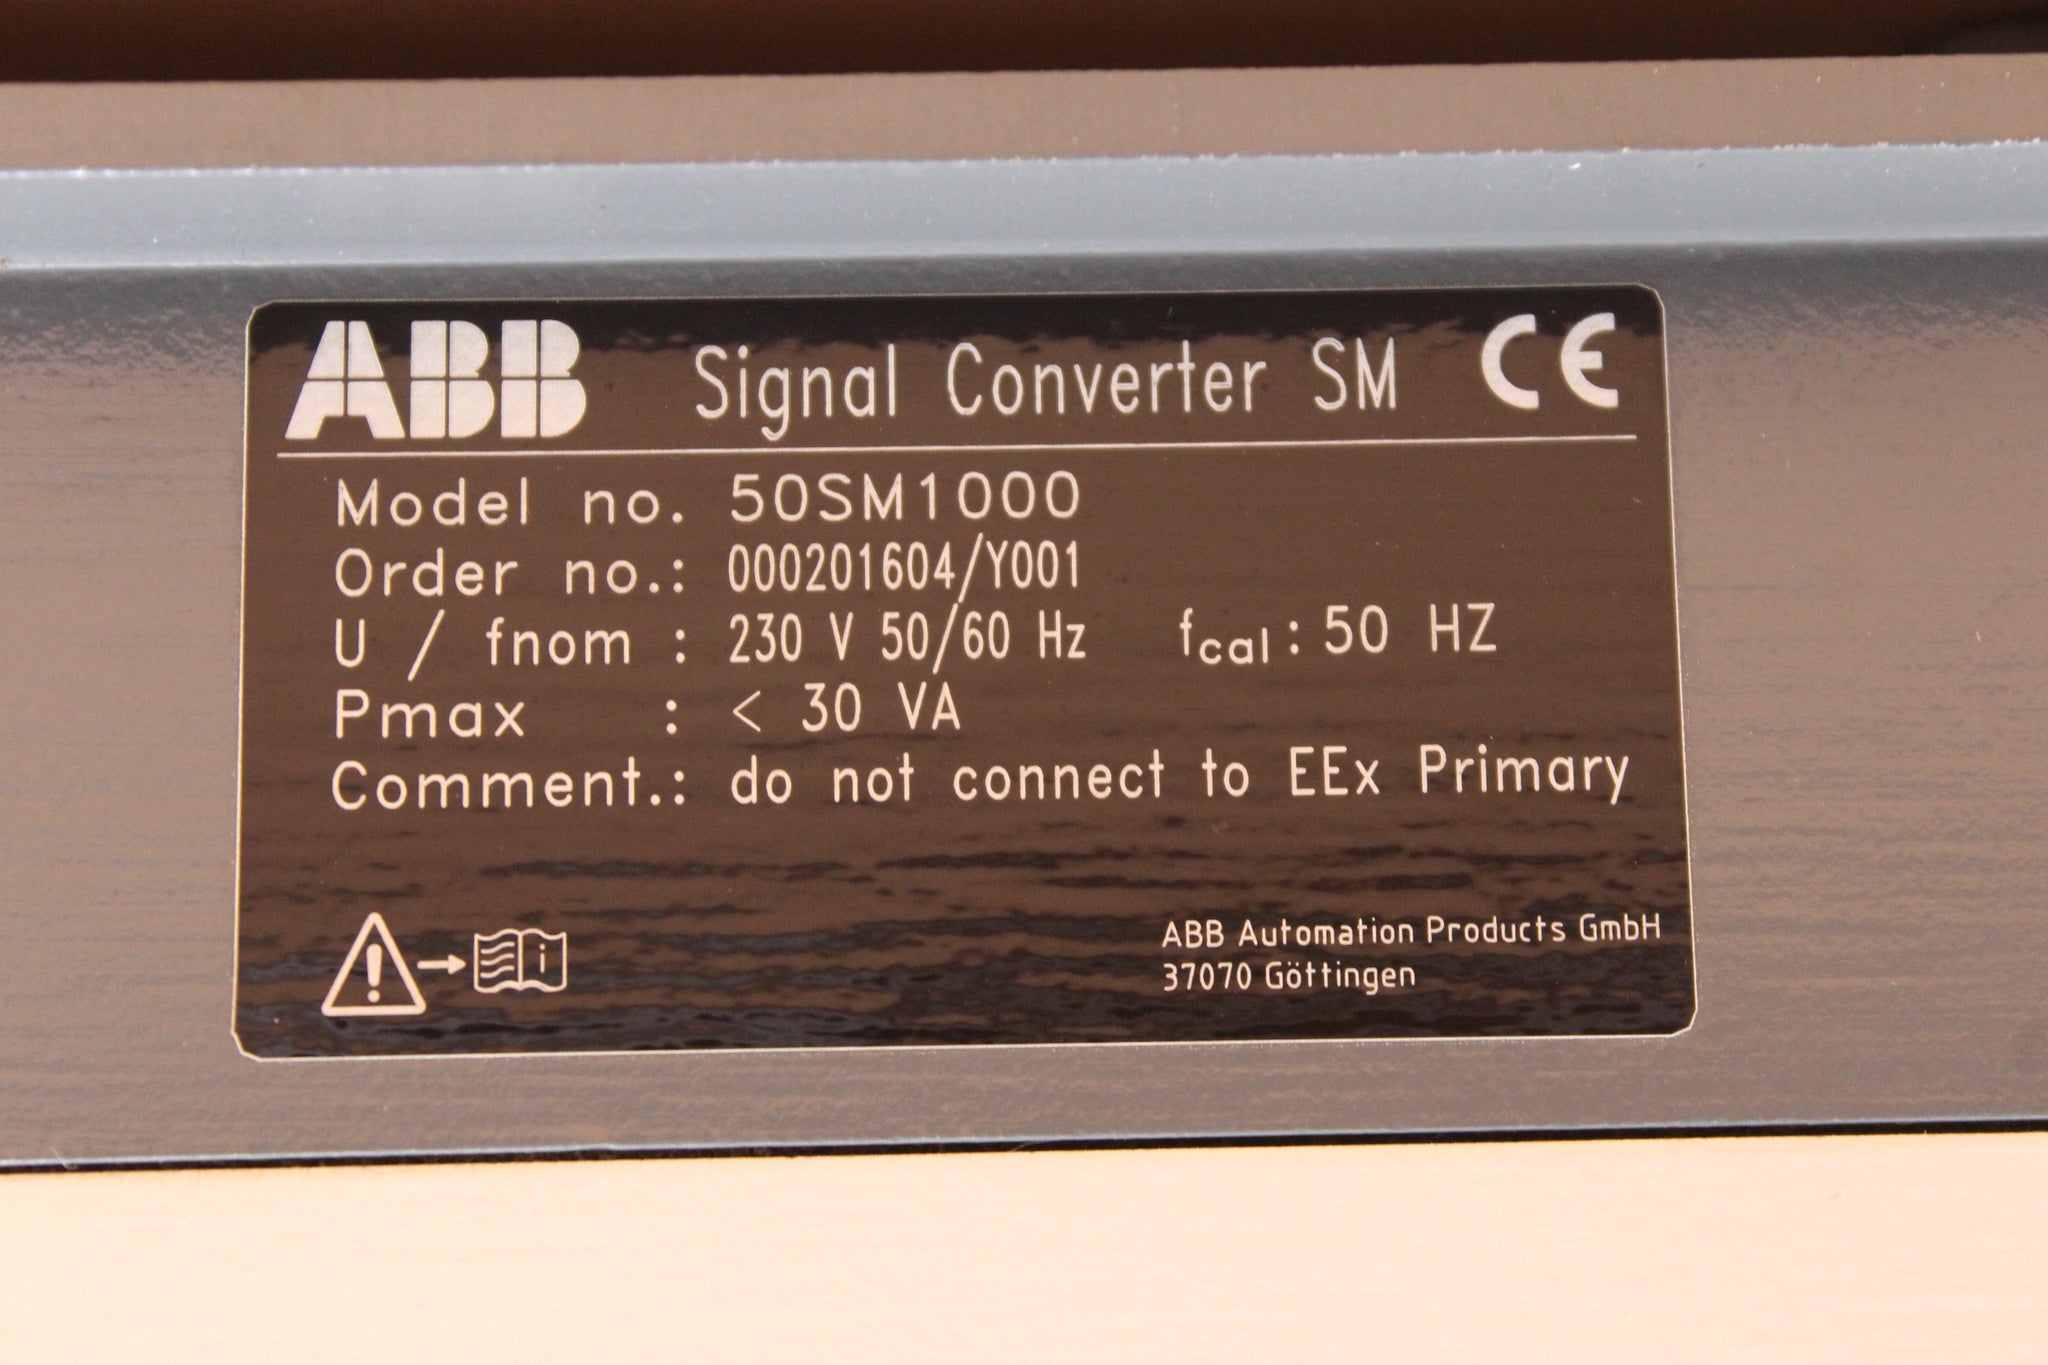 ABB Signal Converter SM CE
Model no. 50SM1000
Order no.: 000201604/Y001
U / fnom : 230 V 50/60 Hz fcal: 50 HZ
Pmax : < 30 VA
Comment.: do not connect to EEx Primary
i
ABB Automation Products GmbH
37070 Göttingen